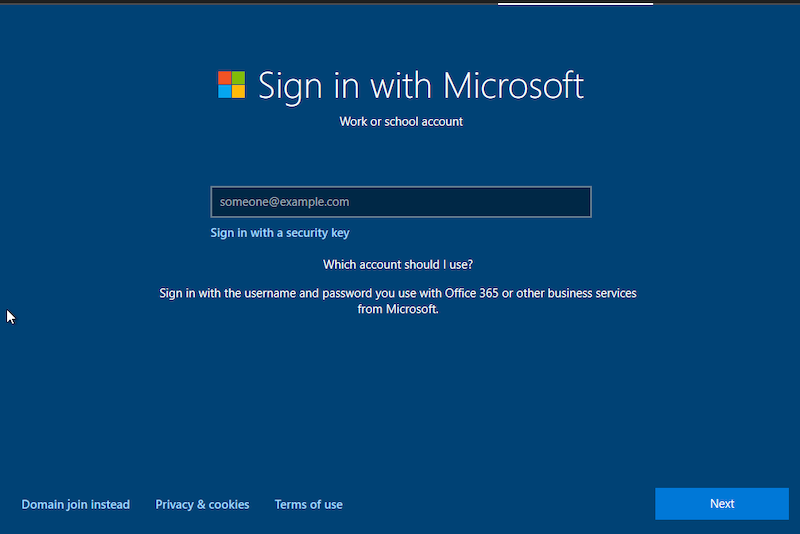 Sign in with Microsoft
Work or school account
someone@example.com
Sign in with a security key
Which account should I use?
Sign in with the username and password you use with Office 365 or other business services
from Microsoft.
Domain join instead
Privacy & cookies
Terms of use
Next